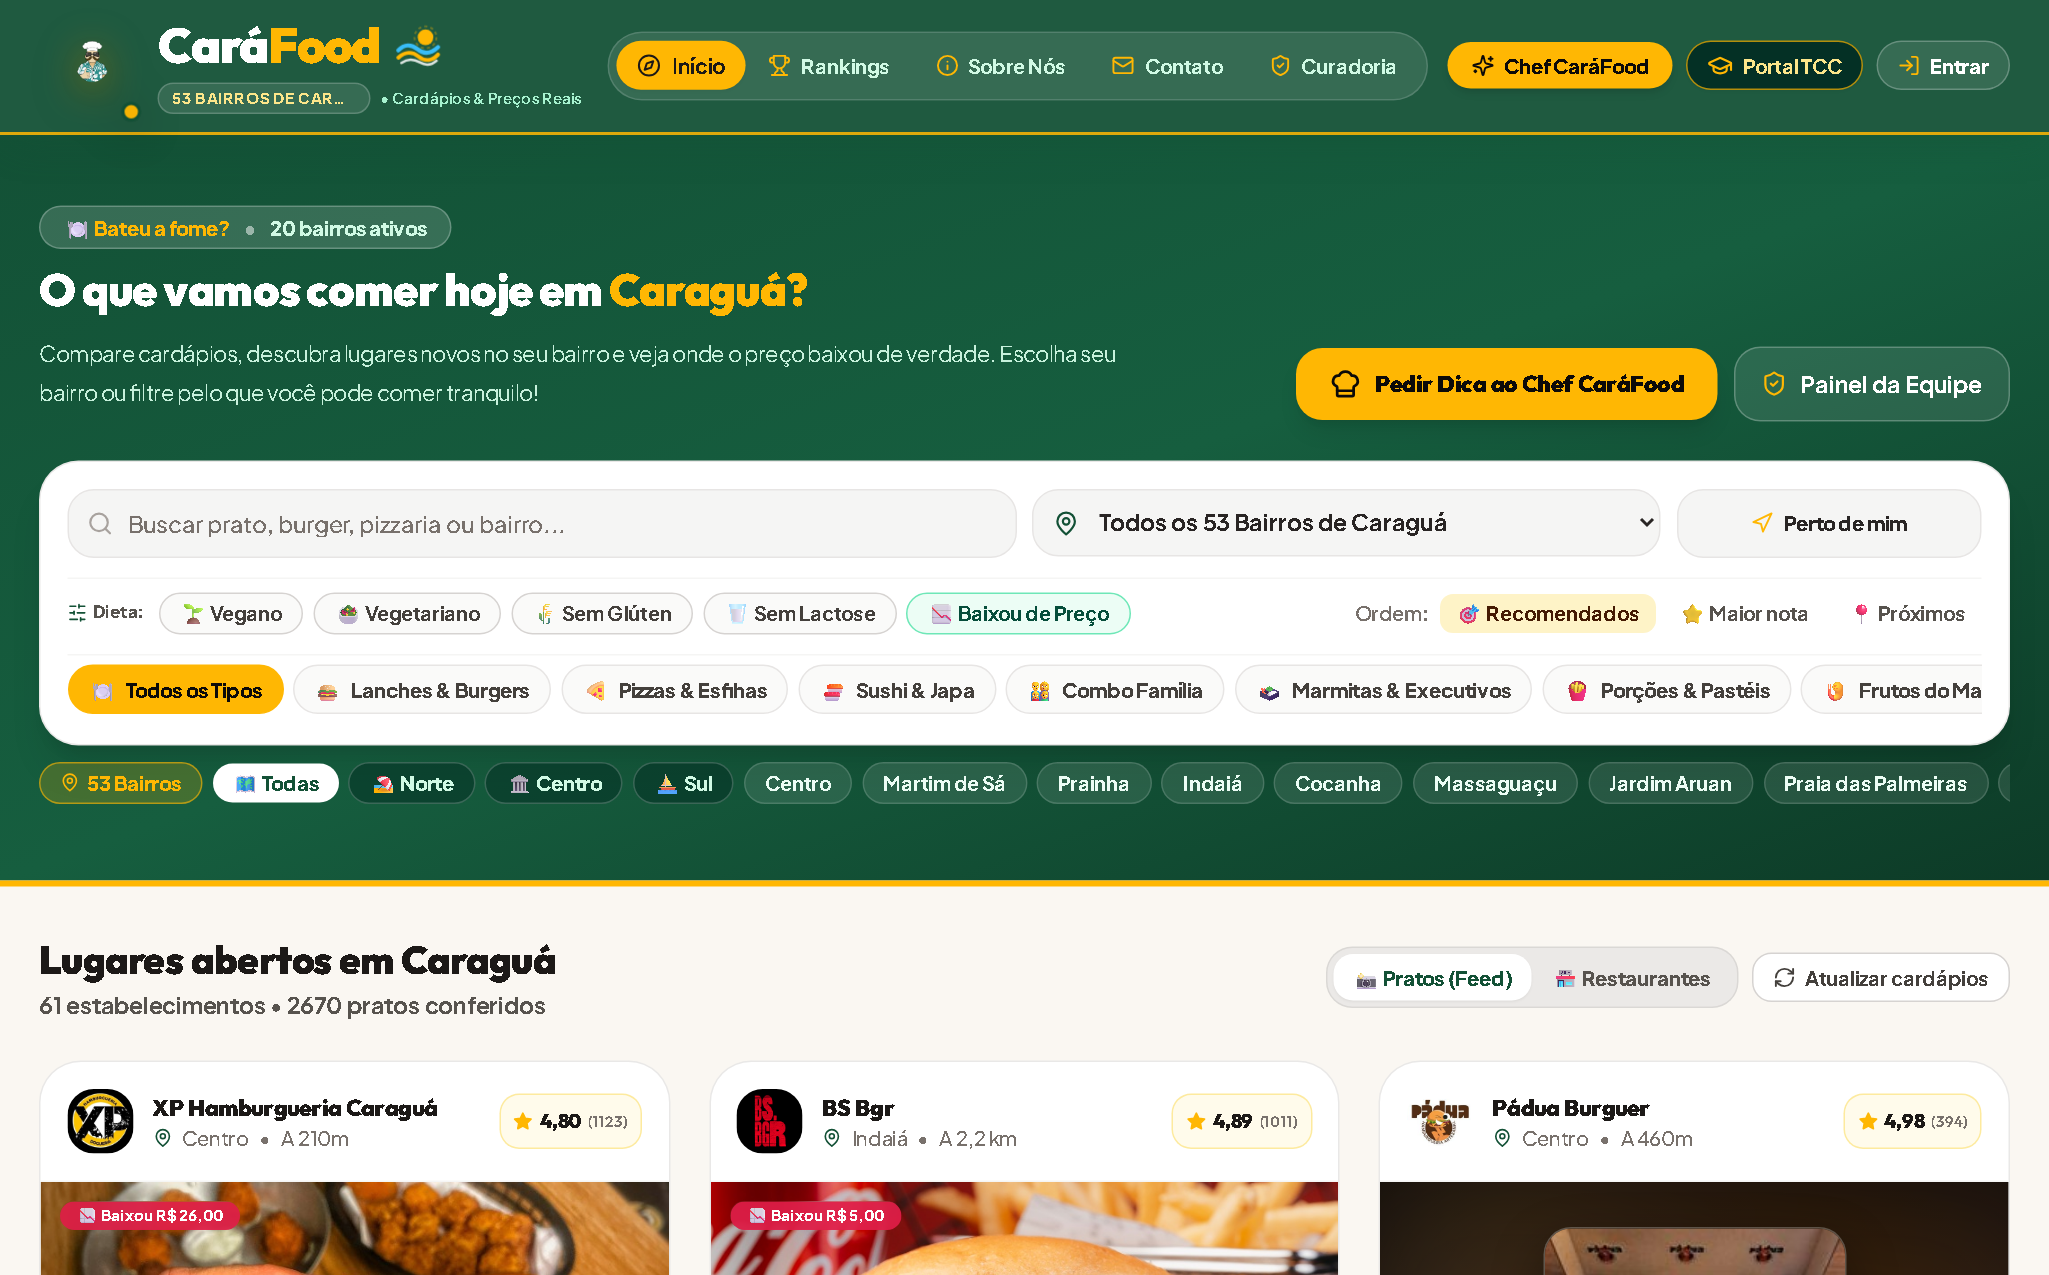 CaráFood
53 BAIRROS DE CAR... • Cardápios & Preços Reais
Início Rankings Sobre Nós Contato Curadoria Chef CaráFood Portal TCC Entrar
Bateu a fome? • 20 bairros ativos
O que vamos comer hoje em Caraguá?
Compare cardápios, descubra lugares novos no seu bairro e veja onde o preço baixou de verdade. Escolha seu
bairro ou filtre pelo que você pode comer tranquilo!
Pedir Dica ao Chef CaráFood Painel da Equipe
Buscar prato, burger, pizzaria ou bairro... Todos os 53 Bairros de Caraguá Perto de mim
Dieta: Vegano Vegetariano Sem Glúten Sem Lactose Baixou de Preço Ordem: Recomendados Maior nota Próximos
Todos os Tipos Lanches & Burgers Pizzas & Esfihas Sushi & Japa Combo Família Marmitas & Executivos Porções & Pastéis Frutos do Ma
53 Bairros Todas Norte Centro Sul Centro Martim de Sá Prainha Indaiá Cocanha Massaguaçu Jardim Aruan Praia das Palmeiras
Lugares abertos em Caraguá
61 estabelecimentos • 2670 pratos conferidos
Pratos (Feed) Restaurantes Atualizar cardápios
XP
XP Hamburgueria Caraguá
Centro • A 210m
4,80 (1123)
BS.
BGR
BS Bgr
Indaiá • A 2,2 km
4,89 (1011)
Pádua
Pádua Burguer
Centro • A 460m
4,98 (394)
Baixou R$ 26,00
Baixou R$ 5,00